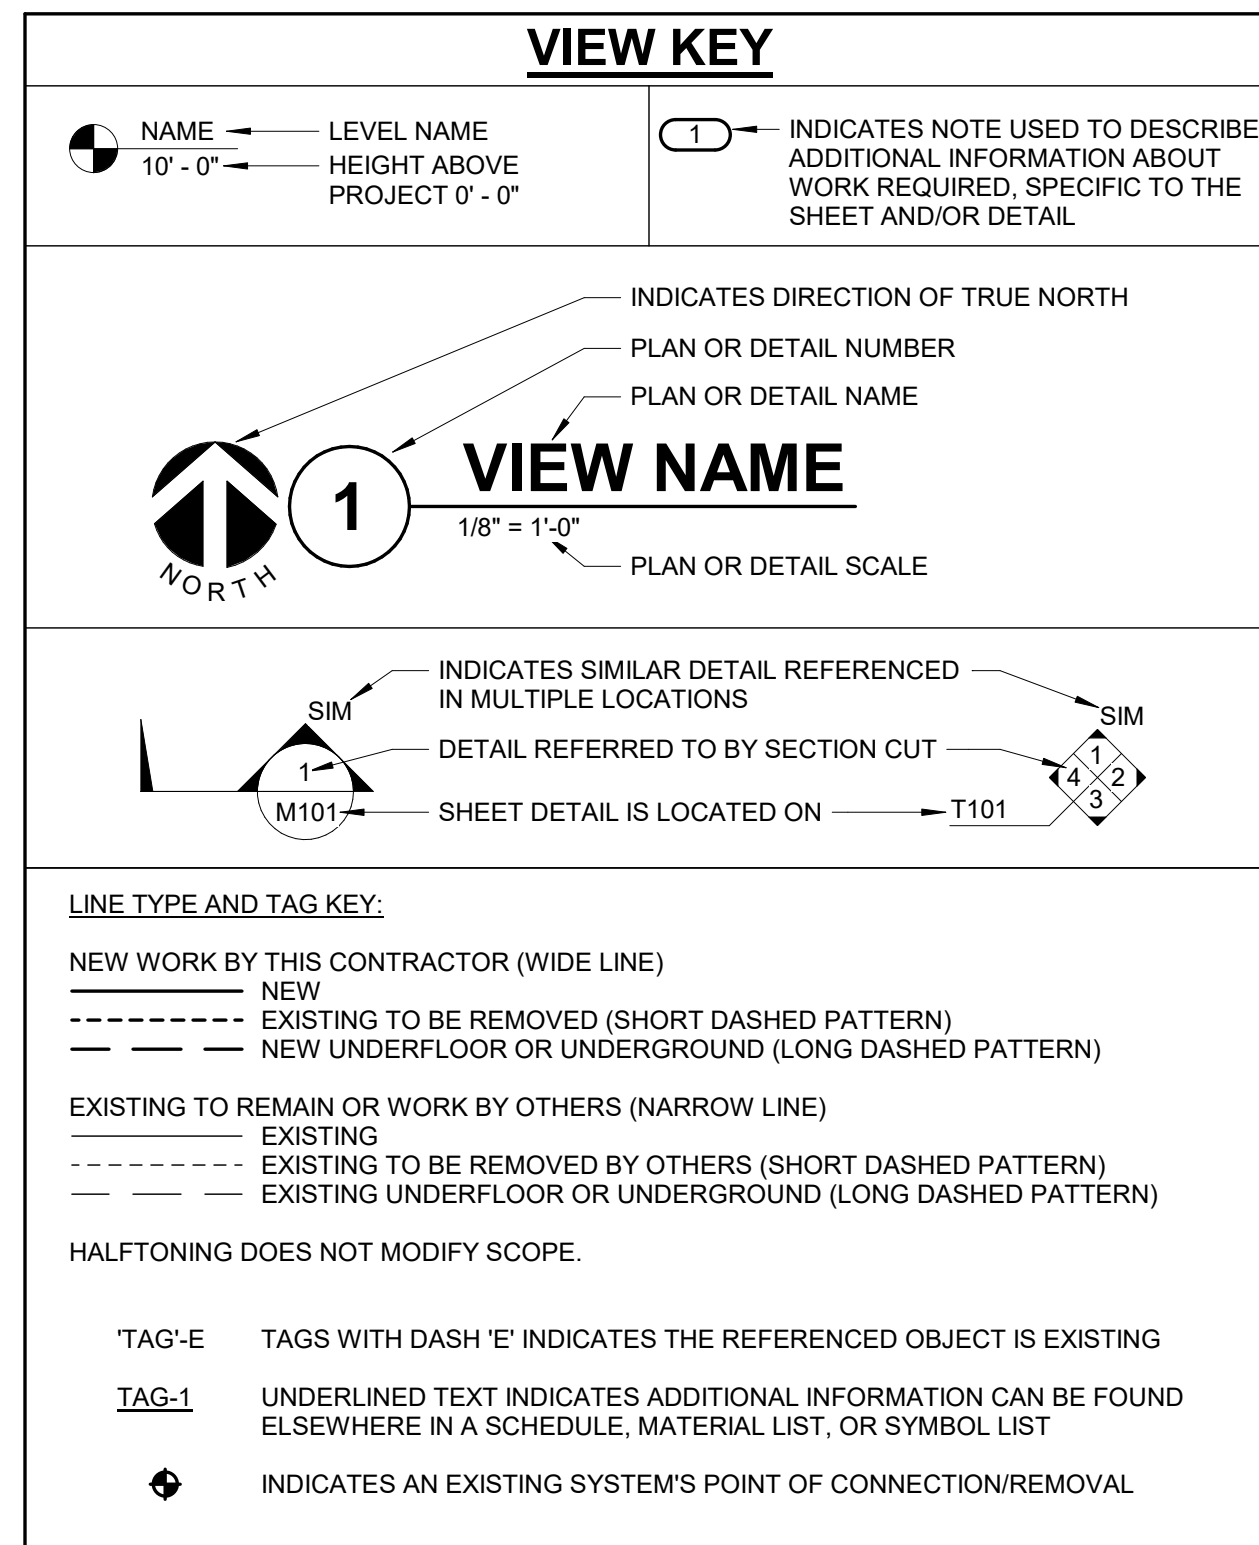 VIEW KEY
NAME
LEVEL NAME
10' - 0"
HEIGHT ABOVE
PROJECT 0' - 0"
1
INDICATES NOTE USED TO DESCRIBE
ADDITIONAL INFORMATION ABOUT
WORK REQUIRED, SPECIFIC TO THE
SHEET AND/OR DETAIL
INDICATES DIRECTION OF TRUE NORTH
PLAN OR DETAIL NUMBER
PLAN OR DETAIL NAME
NORTH
1
VIEW NAME
1/8" = 1'-0"
PLAN OR DETAIL SCALE
SIM
INDICATES SIMILAR DETAIL REFERENCED
IN MULTIPLE LOCATIONS
SIM
1
DETAIL REFERRED TO BY SECTION CUT
1
4 2
3
M101
SHEET DETAIL IS LOCATED ON
T101
LINE TYPE AND TAG KEY:
NEW WORK BY THIS CONTRACTOR (WIDE LINE)
NEW
EXISTING TO BE REMOVED (SHORT DASHED PATTERN)
NEW UNDERFLOOR OR UNDERGROUND (LONG DASHED PATTERN)
EXISTING TO REMAIN OR WORK BY OTHERS (NARROW LINE)
EXISTING
EXISTING TO BE REMOVED BY OTHERS (SHORT DASHED PATTERN)
EXISTING UNDERFLOOR OR UNDERGROUND (LONG DASHED PATTERN)
HALFTONING DOES NOT MODIFY SCOPE.
'TAG'-E TAGS WITH DASH 'E' INDICATES THE REFERENCED OBJECT IS EXISTING
TAG-1 UNDERLINED TEXT INDICATES ADDITIONAL INFORMATION CAN BE FOUND
ELSEWHERE IN A SCHEDULE, MATERIAL LIST, OR SYMBOL LIST
INDICATES AN EXISTING SYSTEM'S POINT OF CONNECTION/REMOVAL